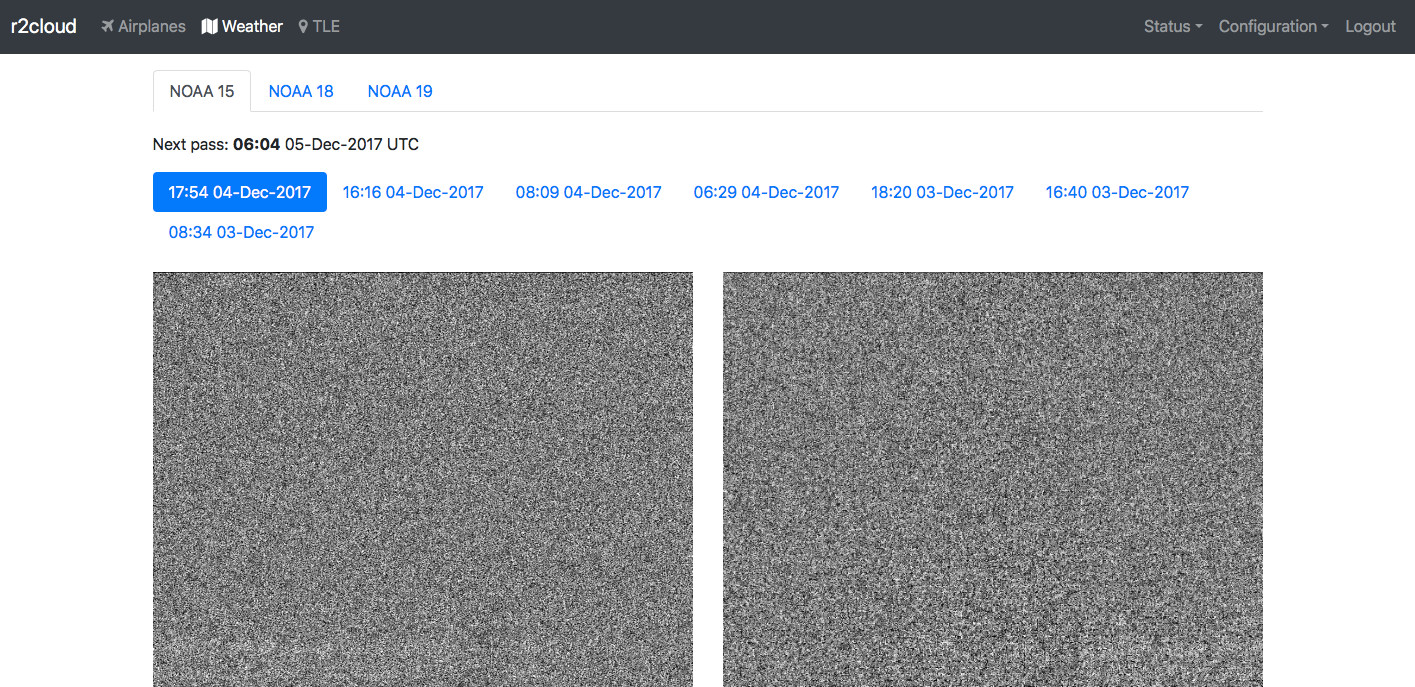 r2cloud Airplanes Weather TLE Status Configuration Logout
NOAA 15 NOAA 18 NOAA 19
Next pass: 06:04 05-Dec-2017 UTC
17:54 04-Dec-2017 16:16 04-Dec-2017 08:09 04-Dec-2017 06:29 04-Dec-2017 18:20 03-Dec-2017 16:40 03-Dec-2017
08:34 03-Dec-2017